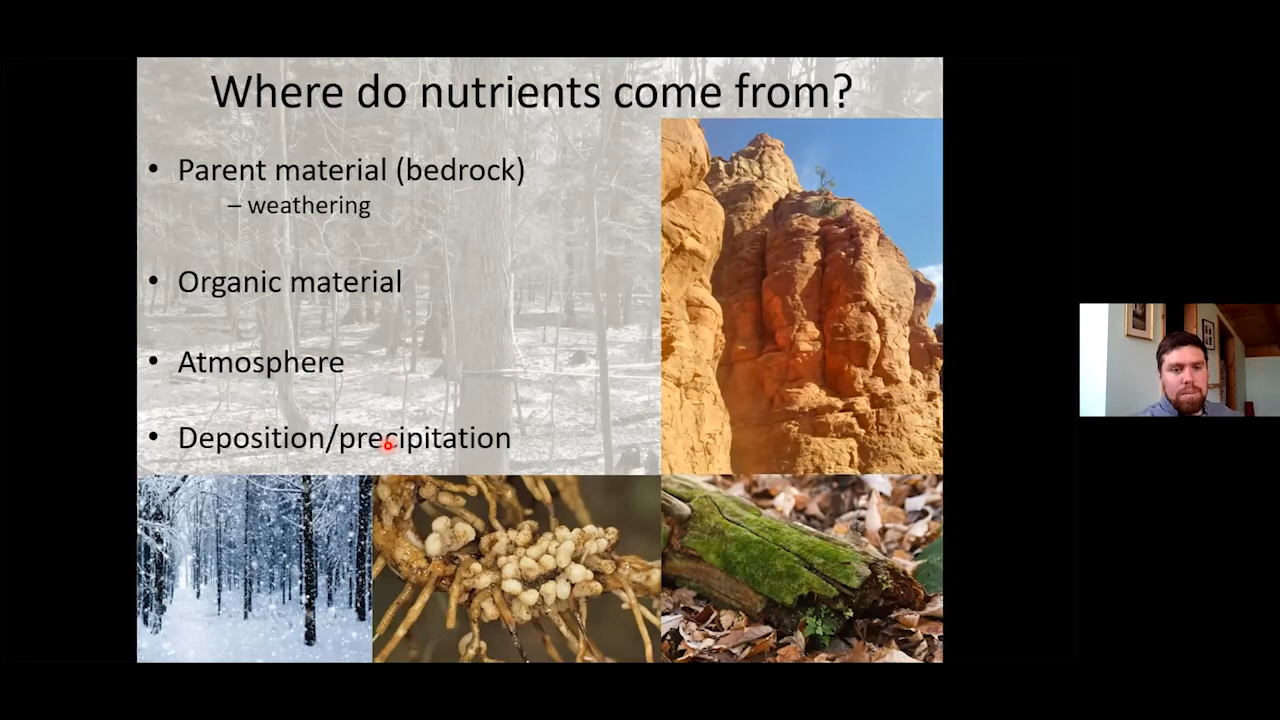 Where do nutrients come from?
• Parent material (bedrock)
– weathering
• Organic material
• Atmosphere
• Deposition/precipitation